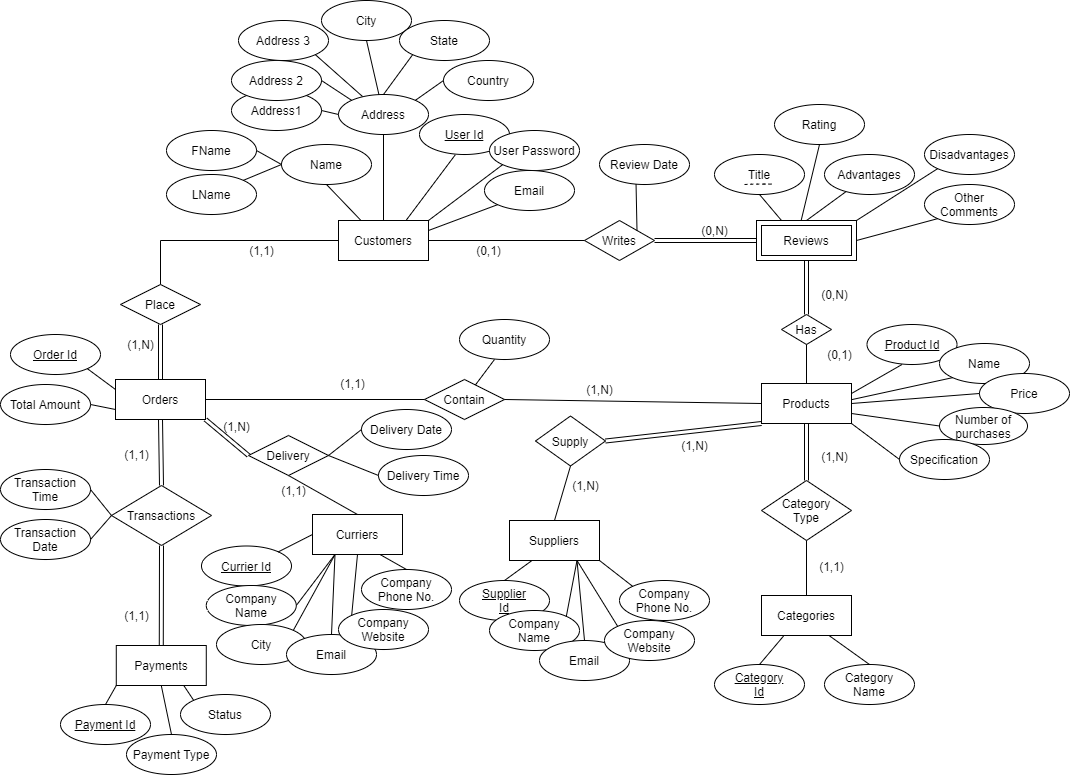 City
Address 3
State
Address 2
Country
Address1
Address
Rating
User Id
FName
User Password
Disadvantages
Name
Review Date
Title
Advantages
Email
LName
Other
Comments
Customers
Writes
(0,N)
Reviews
(1,1)
(0,1)
(0,N)
Place
Has
(1,N)
Quantity
Product Id
Order Id
(0,1)
Name
(1,1)
(1,N)
Price
Orders
Contain
Products
Total Amount
Number of
purchases
(1,N)
Delivery Date
Supply
(1,N)
(1,1)
Delivery
(1,N)
Specification
Delivery Time
Transaction
Time
(1,1)
(1,N)
Category
Type
Transactions
Transaction
Date
Curriers
Suppliers
Currier Id
(1,1)
Company
Phone No.
Supplier
Id
Company
Phone No.
Company
Name
(1,1)
Company
Name
Categories
Company
Website
Company
Website
City
Email
Email
Payments
Category
Id
Category
Name
Status
Payment Id
Payment Type